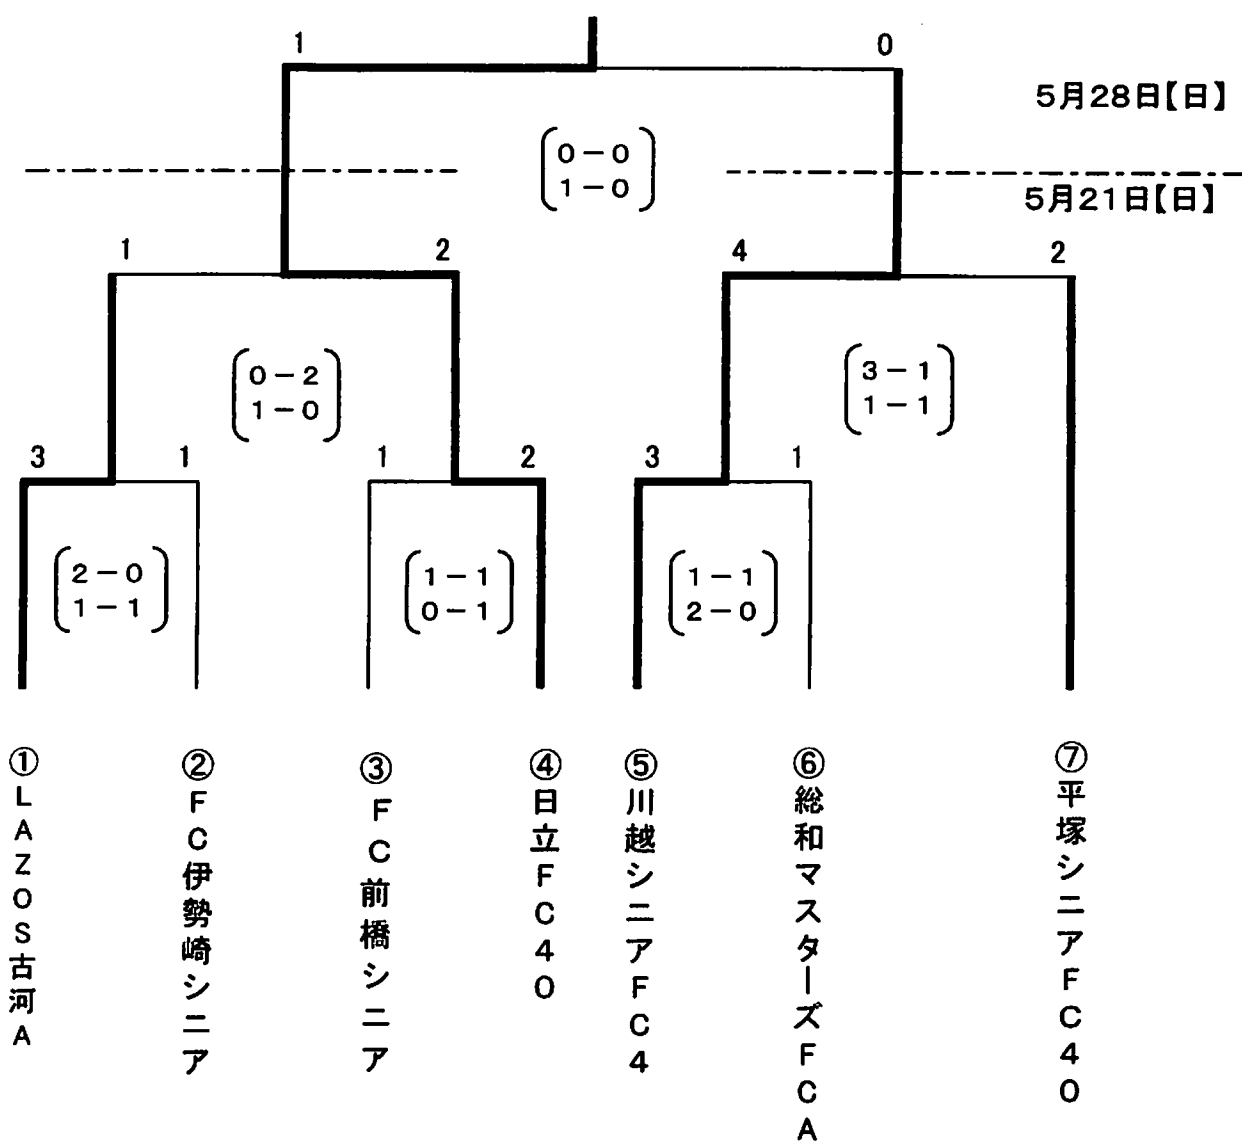 1 0
5月28日【日】
0－0
1－0
5月21日【日】
1 2 4 2
0－2
1－0
3－1
1－1
3 1 1 2 3 1
2－0
1－1
1－1
0－1
1－1
2－0
①LAZOS古河A
②FC伊勢崎シニア
③FC前橋シニア
④日立FC40
⑤川越シニアFC4
⑥総和マスターズFCA
⑦平塚シニアFC40